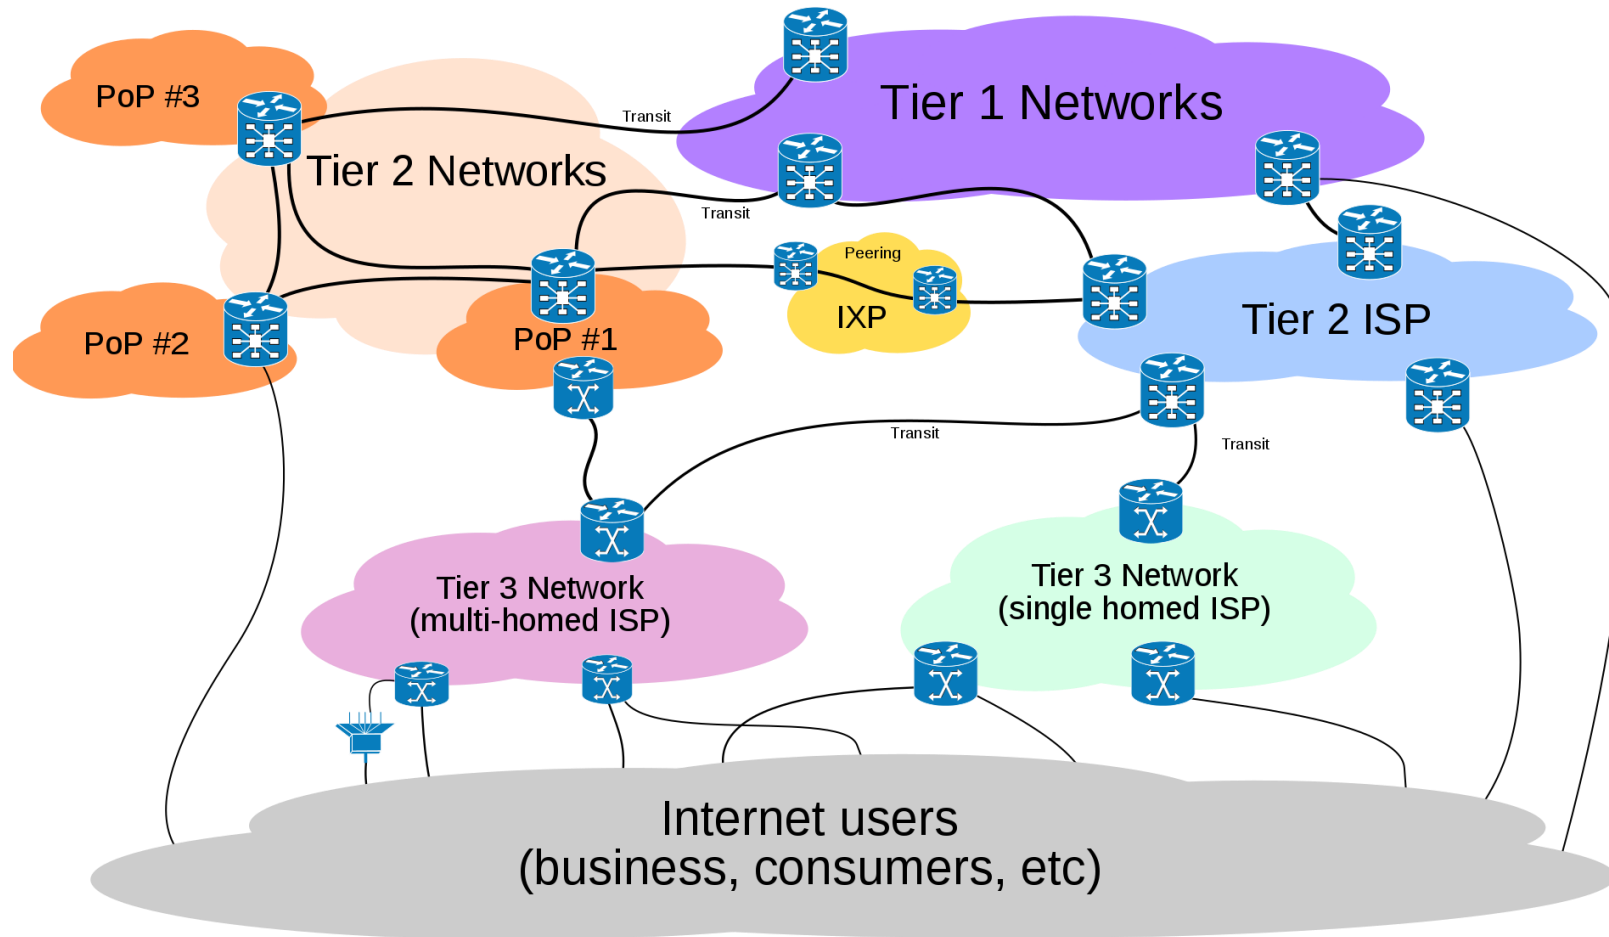 PoP #3
Tier 1 Networks
Transit
Tier 2 Networks
Transit
Peering
IXP
Tier 2 ISP
PoP #2
PoP #1
Transit
Transit
Tier 3 Network
(multi-homed ISP)
Tier 3 Network
(single homed ISP)
Internet users
(business, consumers, etc)